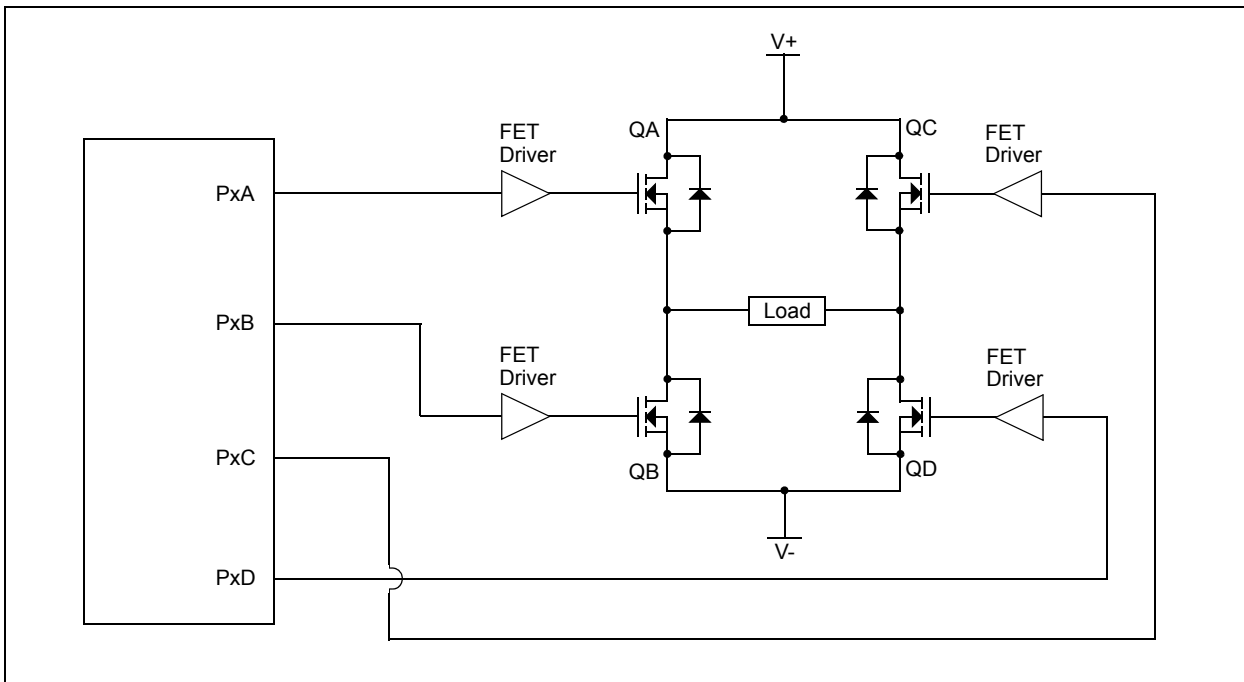 V+
QA
QC
FET
Driver
FET
Driver
PxA
PxB
Load
FET
Driver
FET
Driver
PxC
QB
QD
V-
PxD